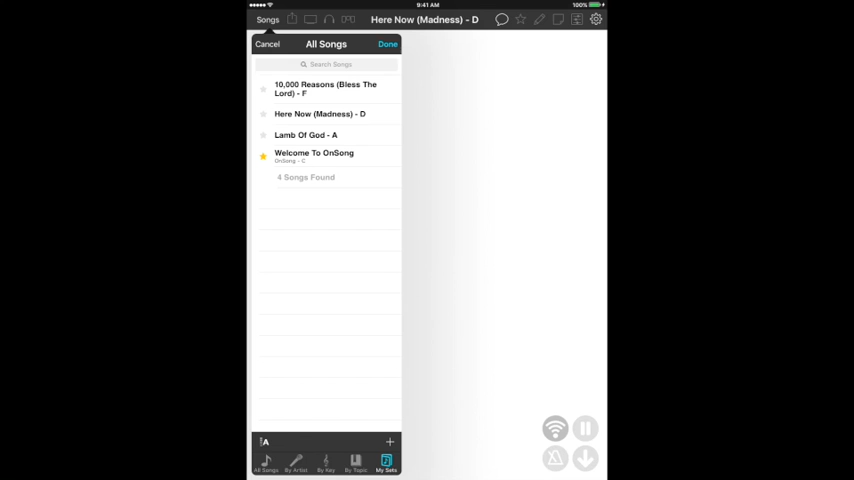 9:41 AM
100%
Songs
Here Now (Madness) - D
Cancel
All Songs
Done
Search Songs
10,000 Reasons (Bless The
Lord) - F
Here Now (Madness) - D
Lamb Of God - A
Welcome To OnSong
OnSong - C
4 Songs Found
A
All Songs
By Artist
By Key
By Topic
My Sets